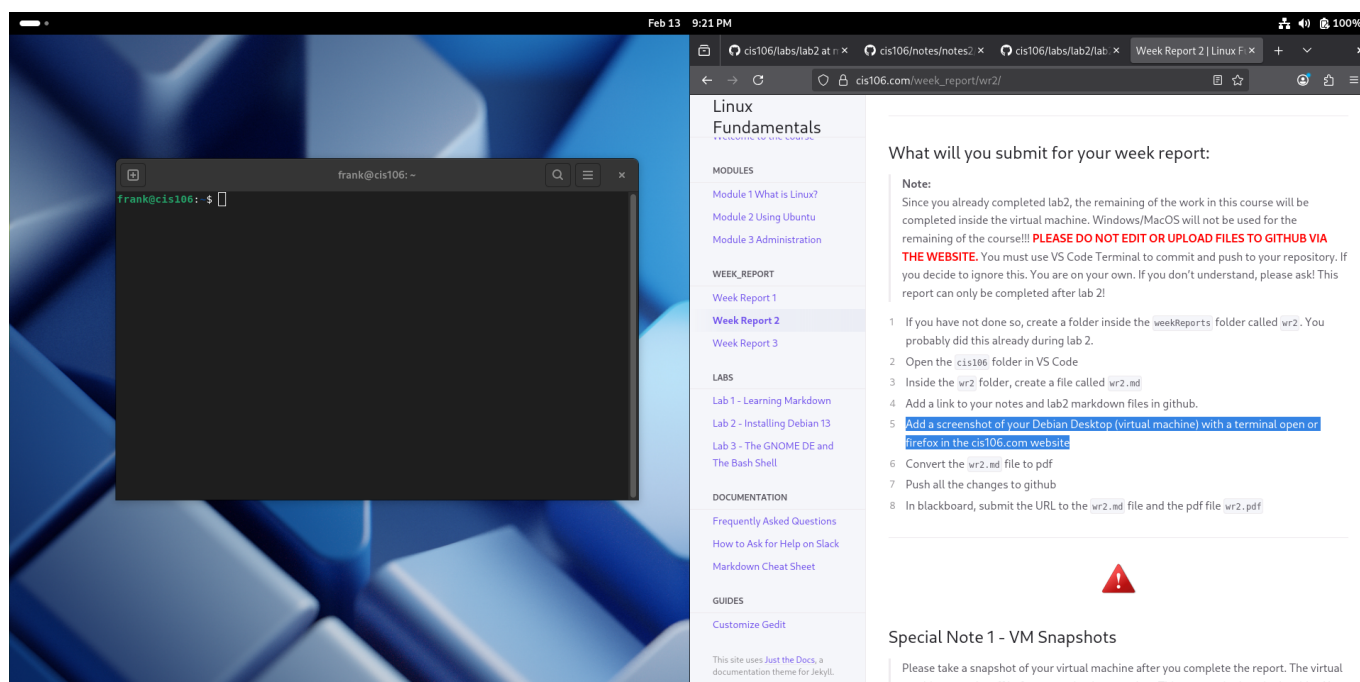 Feb 13 9:21 PM
100%
cis106/labs/lab2 at
cis106/notes/notes2
cis106/labs/lab2/lab
Week Report 2 | Linux F
cis106.com/week_report/wr2/
frank@cis106: ~
frank@cis106:~$
Linux
Fundamentals
Welcome to the course
MODULES
Module 1 What is Linux?
Module 2 Using Ubuntu
Module 3 Administration
WEEK_REPORT
Week Report 1
Week Report 2
Week Report 3
LABS
Lab 1 - Learning Markdown
Lab 2 - Installing Debian 13
Lab 3 - The GNOME DE and
The Bash Shell
DOCUMENTATION
Frequently Asked Questions
How to Ask for Help on Slack
Markdown Cheat Sheet
GUIDES
Customize Gedit
This site uses Just the Docs, a
documentation theme for Jekyll.
What will you submit for your week report:
Note:
Since you already completed lab2, the remaining of the work in this course will be
completed inside the virtual machine. Windows/MacOS will not be used for the
remaining of the course!!! PLEASE DO NOT EDIT OR UPLOAD FILES TO GITHUB VIA
THE WEBSITE. You must use VS Code Terminal to commit and push to your repository. If
you decide to ignore this. You are on your own. If you don't understand, please ask! This
report can only be completed after lab 2!
1 If you have not done so, create a folder inside the weekReports folder called wr2. You
probably did this already during lab 2.
2 Open the cis106 folder in VS Code
3 Inside the wr2 folder, create a file called wr2.md
4 Add a link to your notes and lab2 markdown files in github.
5 Add a screenshot of your Debian Desktop (virtual machine) with a terminal open or
firefox in the cis106.com website
6 Convert the wr2.md file to pdf
7 Push all the changes to github
8 In blackboard, submit the URL to the wr2.md file and the pdf file wr2.pdf
Special Note 1 - VM Snapshots
Please take a snapshot of your virtual machine after you complete the report. The virtual